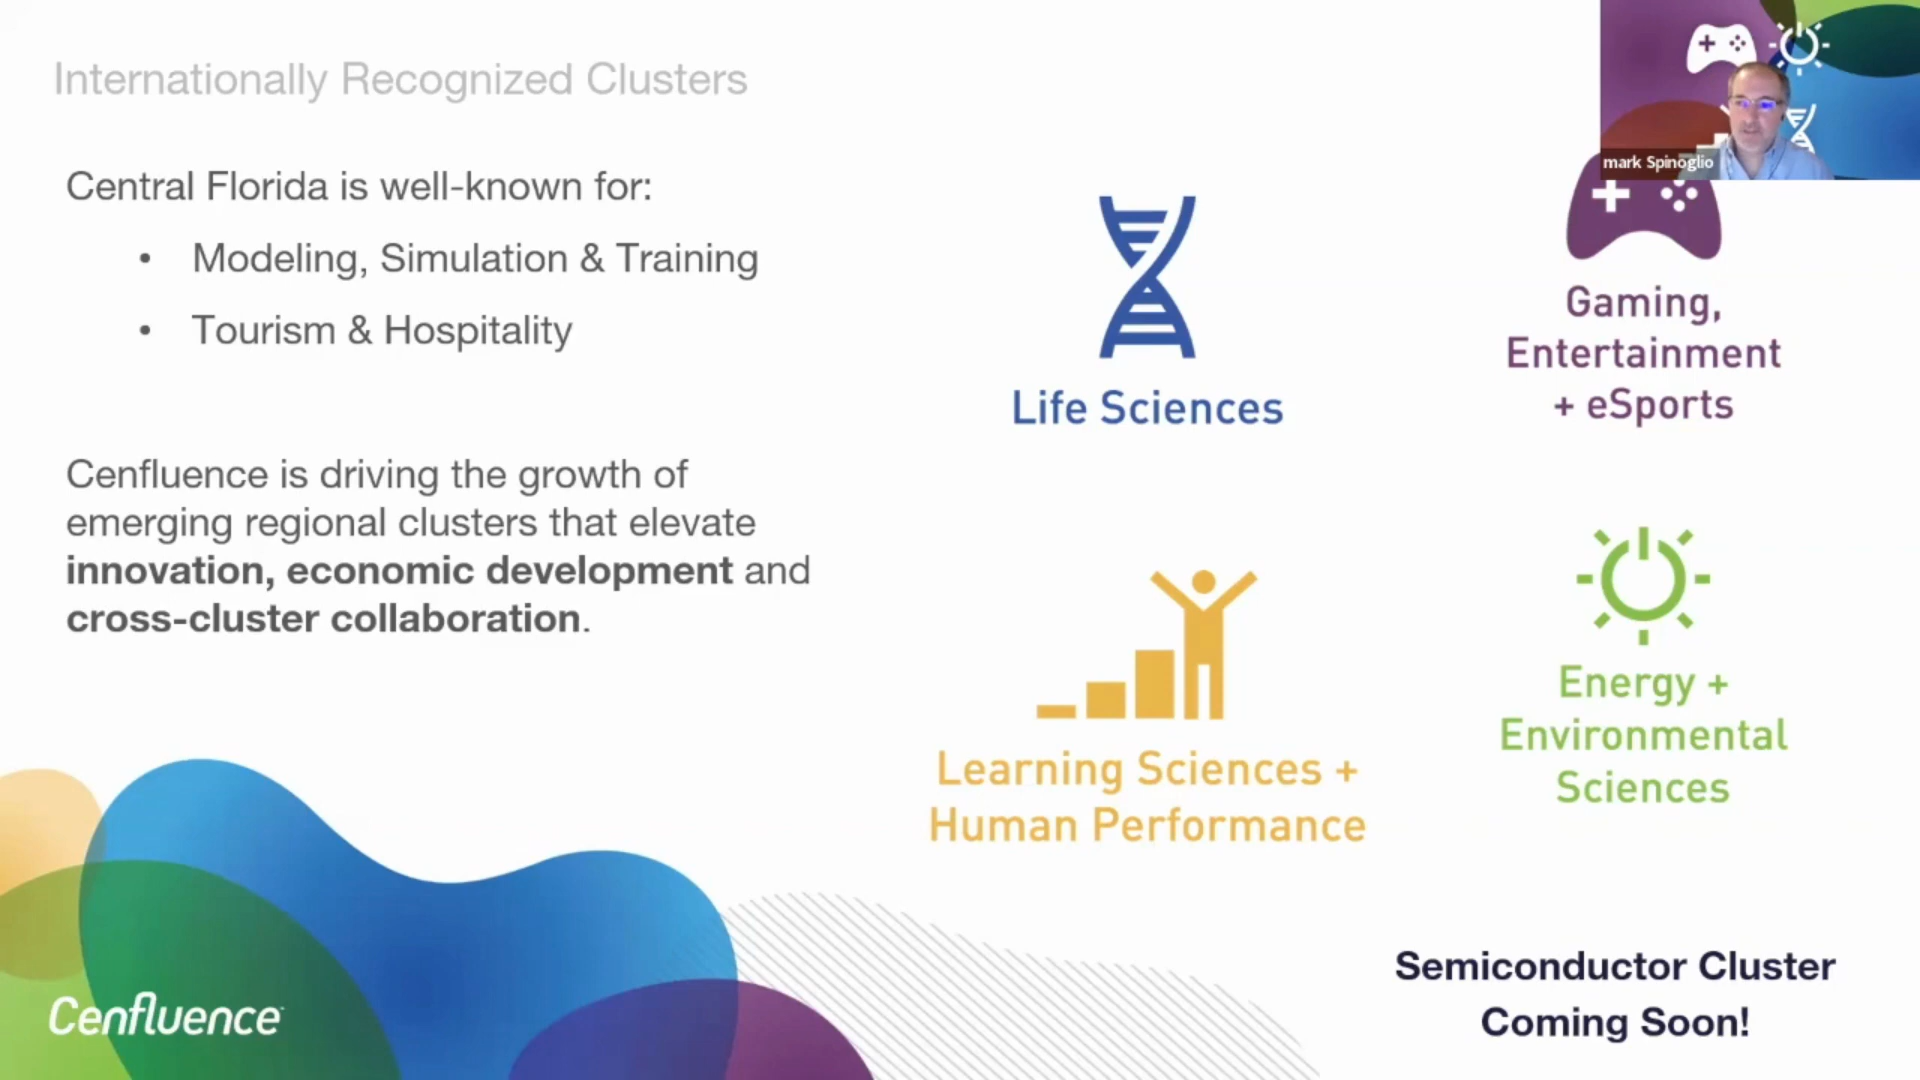 Internationally Recognized Clusters
mark Spinoglio
Central Florida is well-known for:
• Modeling, Simulation & Training
• Tourism & Hospitality
Cenfluence is driving the growth of
emerging regional clusters that elevate
innovation, economic development and
cross-cluster collaboration.
Life Sciences
Gaming,
Entertainment
+ eSports
Learning Sciences +
Human Performance
Energy +
Environmental
Sciences
Semiconductor Cluster
Coming Soon!
Cenfluence